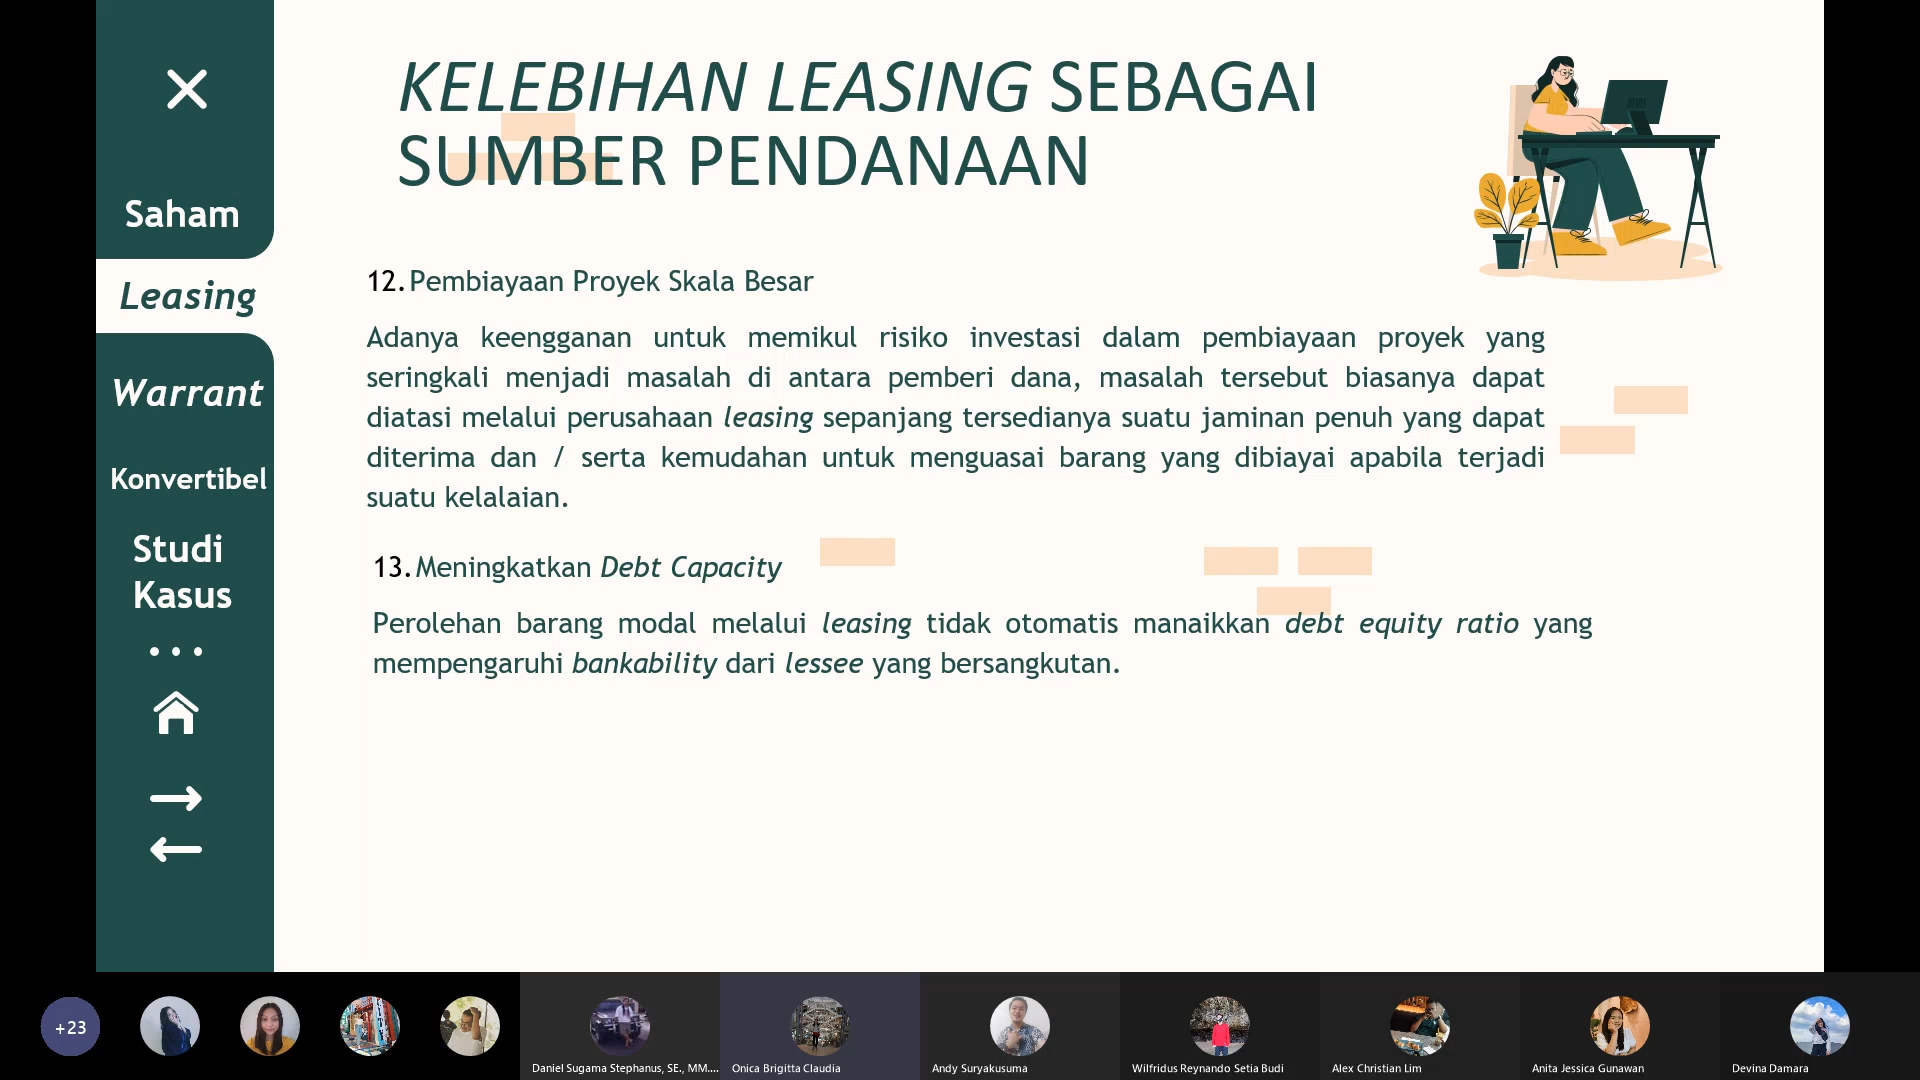 KELEBIHAN LEASING SEBAGAI
SUMBER PENDANAAN
Saham
Leasing
Warrant
Konvertibel
Studi
Kasus
12. Pembiayaan Proyek Skala Besar
Adanya keengganan untuk memikul risiko investasi dalam pembiayaan proyek yang
seringkali menjadi masalah di antara pemberi dana, masalah tersebut biasanya dapat
diatasi melalui perusahaan leasing sepanjang tersedianya suatu jaminan penuh yang dapat
diterima dan / serta kemudahan untuk menguasai barang yang dibiayai apabila terjadi
suatu kelalaian.
13. Meningkatkan Debt Capacity
Perolehan barang modal melalui leasing tidak otomatis manaikkan debt equity ratio yang
mempengaruhi bankability dari lessee yang bersangkutan.
+23
Daniel Sugama Stephanus, SE., MM....
Onica Brigitta Claudia
Andy Suryakusuma
Wilfridus Reynando Setia Budi
Alex Christian Lim
Anita Jessica Gunawan
Devina Damara